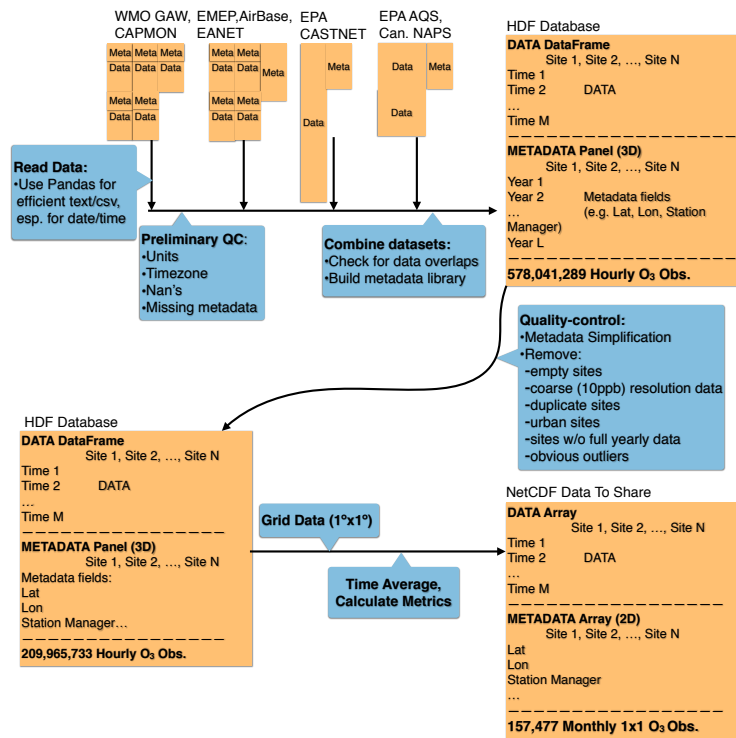 WMO GAW,
CAPMON
EMEP,AirBase,
EANET
EPA
CASTNET
EPA AQS,
Can. NAPS
Meta Meta Meta
Data Data Data
Meta Meta
Data Data
Meta Meta
Data Data
Meta
Meta Meta
Data Data
Meta
Data
Data
Meta
Data
Read Data:
•Use Pandas for
efficient text/csv,
esp. for date/time
Preliminary QC:
•Units
•Timezone
•Nan's
•Missing metadata
Combine datasets:
•Check for data overlaps
•Build metadata library
HDF Database
DATA DataFrame
Site 1, Site 2, …, Site N
Time 1
Time 2 DATA
…
Time M
METADATA Panel (3D)
Site 1, Site 2, …, Site N
Year 1
Year 2 Metadata fields
… (e.g. Lat, Lon, Station
Manager)
Year L
578,041,289 Hourly O3 Obs.
Quality-control:
•Metadata Simplification
•Remove:
-empty sites
-coarse (10ppb) resolution data
-duplicate sites
-urban sites
-sites w/o full yearly data
-obvious outliers
HDF Database
DATA DataFrame
Site 1, Site 2, …, Site N
Time 1
Time 2 DATA
…
Time M
METADATA Panel (3D)
Site 1, Site 2, …, Site N
Metadata fields:
Lat
Lon
Station Manager…
209,965,733 Hourly O3 Obs.
Grid Data (1ºx1º)
Time Average,
Calculate Metrics
NetCDF Data To Share
DATA Array
Site 1, Site 2, …, Site N
Time 1
Time 2 DATA
…
Time M
METADATA Array (2D)
Site 1, Site 2, …, Site N
Lat
Lon
Station Manager
…
157,477 Monthly 1x1 O3 Obs.